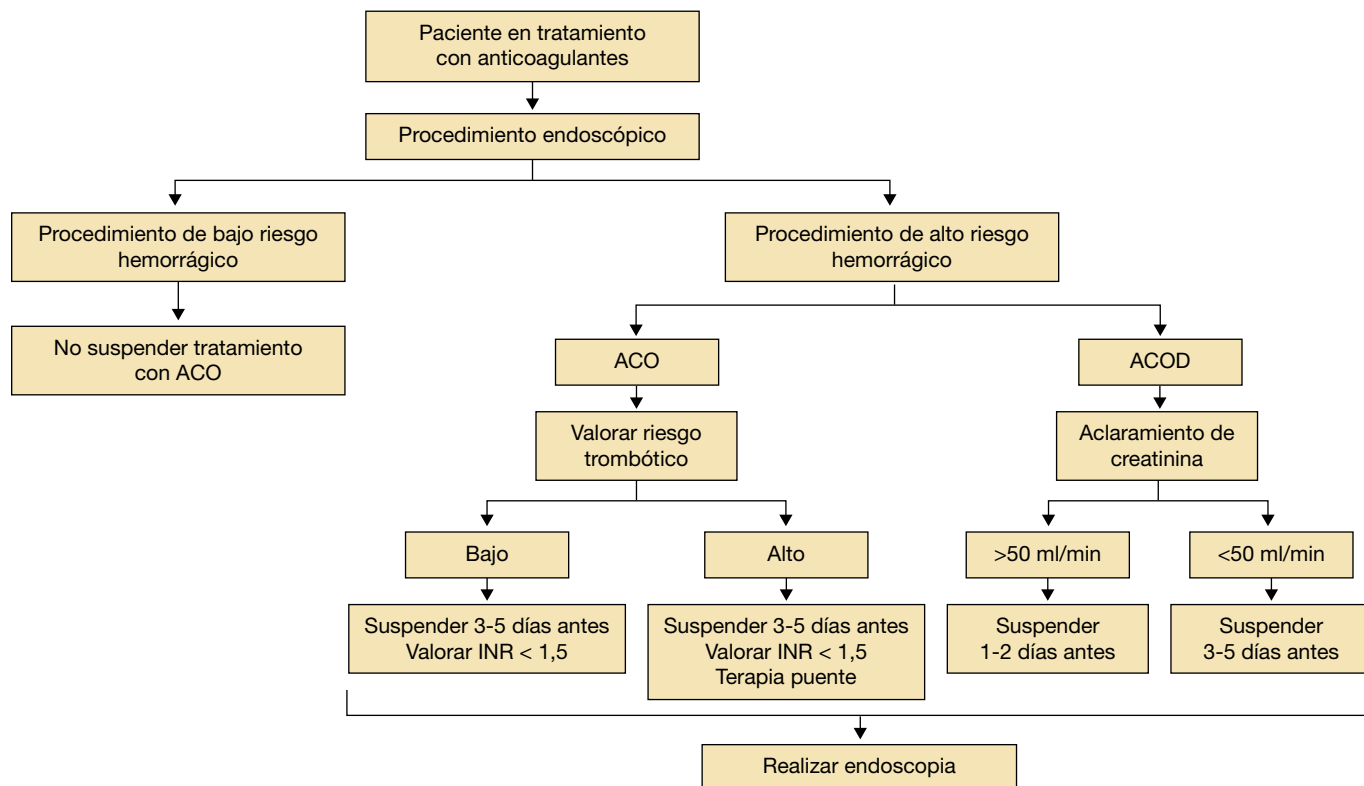 Paciente en tratamiento
con anticoagulantes
Procedimiento endoscópico
Procedimiento de bajo riesgo
hemorrágico
Procedimiento de alto riesgo
hemorrágico
No suspender tratamiento
con ACO
ACO
ACOD
Valorar riesgo
trombótico
Aclaramiento de
creatinina
Bajo
Alto
>50 ml/min
<50 ml/min
Suspender 3-5 días antes
Valorar INR < 1,5
Suspender 3-5 días antes
Valorar INR < 1,5
Terapia puente
Suspender
1-2 días antes
Suspender
3-5 días antes
Realizar endoscopia